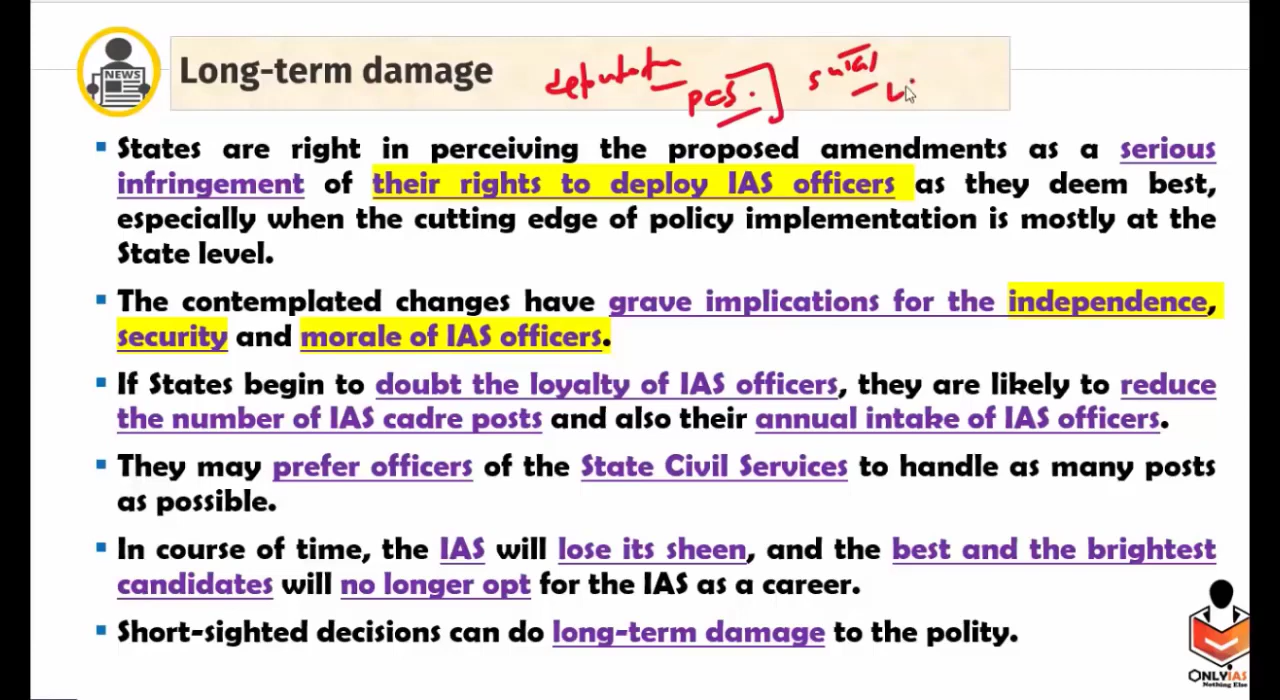 NEWS
Long-term damage
deputation
pcs.
▪ States are right in perceiving the proposed amendments as a serious
infringement of their rights to deploy IAS officers as they deem best,
especially when the cutting edge of policy implementation is mostly at the
State level.
▪ The contemplated changes have grave implications for the independence,
security and morale of IAS officers.
▪ If States begin to doubt the loyalty of IAS officers, they are likely to reduce
the number of IAS cadre posts and also their annual intake of IAS officers.
▪ They may prefer officers of the State Civil Services to handle as many posts
as possible.
▪ In course of time, the IAS will lose its sheen, and the best and the brightest
candidates will no longer opt for the IAS as a career.
▪ Short-sighted decisions can do long-term damage to the polity.
ONLYIAS
Nothing Else